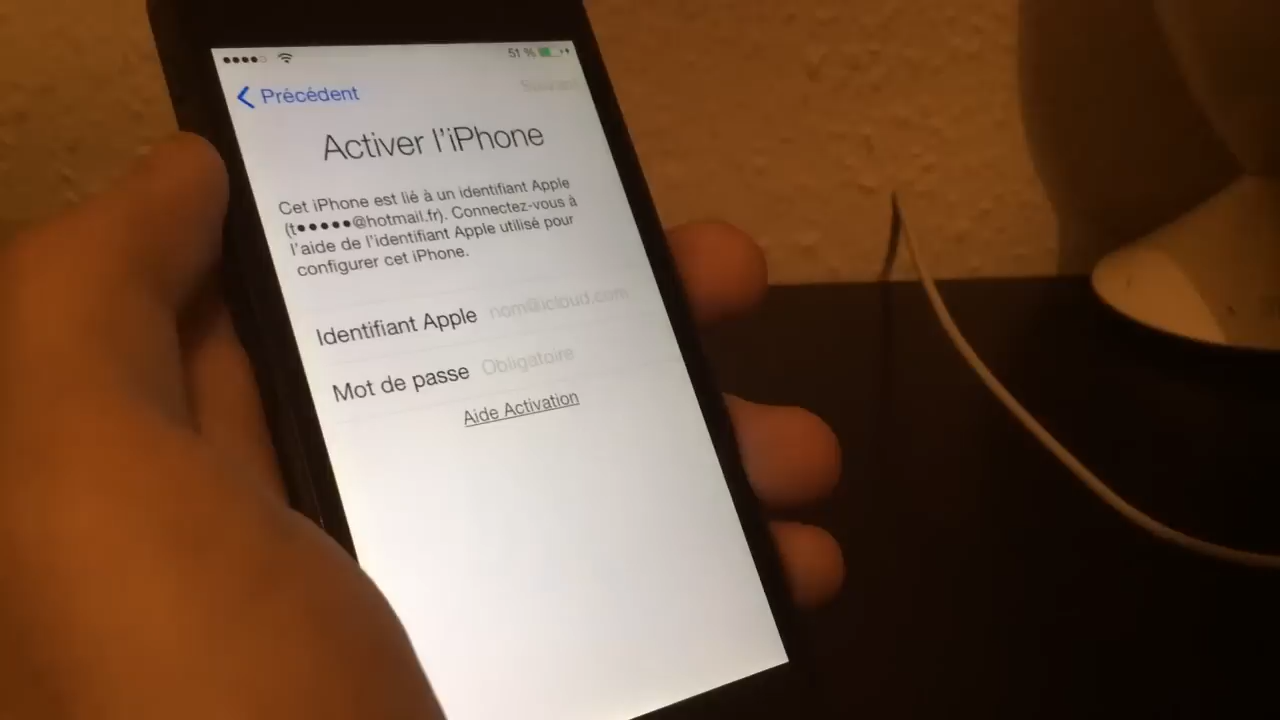 51 %
Précédent
Suivant
Activer l'iPhone
Cet iPhone est lié à un identifiant Apple
(t•••••@hotmail.fr). Connectez-vous à
l'aide de l'identifiant Apple utilisé pour
configurer cet iPhone.
Identifiant Apple nom@icloud.com
Mot de passe Obligatoire
Aide Activation